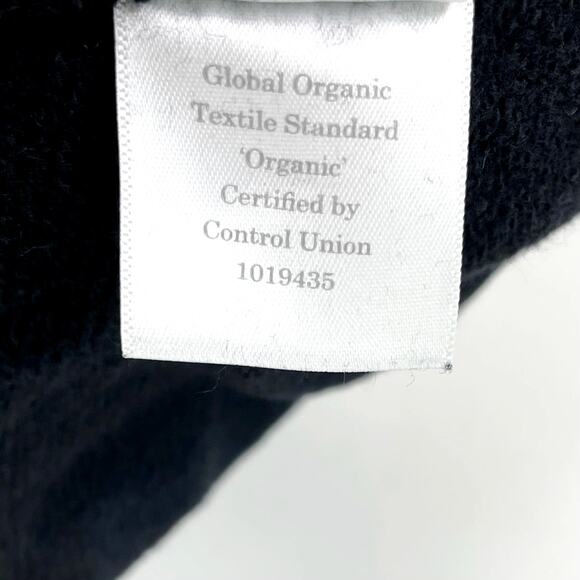 Global Organic
Textile Standard
'Organic'
Certified by
Control Union
1019435